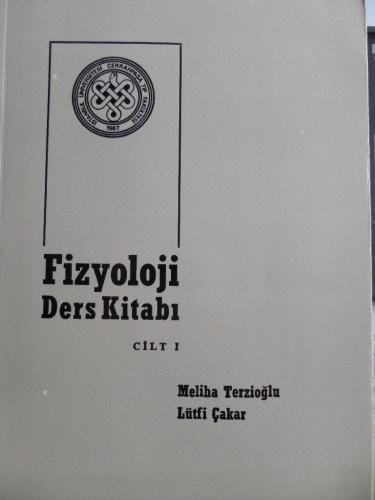 İSTANBUL ÜNİVERSİTESİ CERRAHPAŞA TIP FAKÜLTESİ
1967
Fizyoloji
Ders Kitabı
CİLT I
Meliha Terzioğlu
Lütfi Çakar